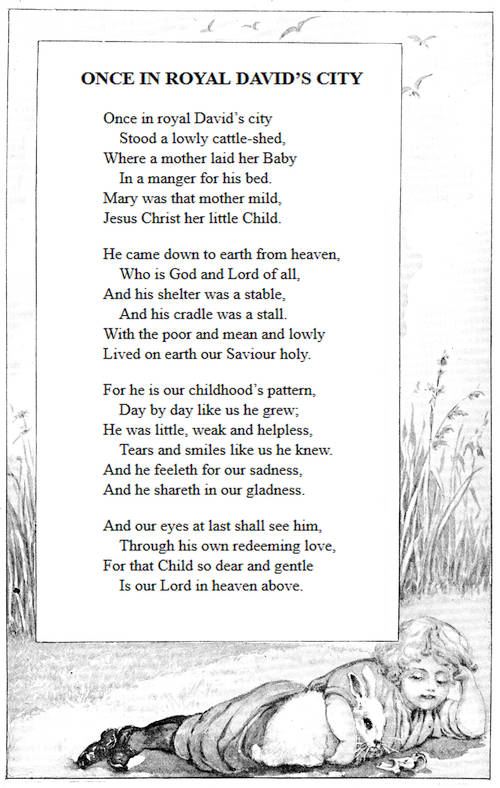 ONCE IN ROYAL DAVID’S CITY
Once in royal David’s city
Stood a lowly cattle-shed,
Where a mother laid her Baby
In a manger for his bed.
Mary was that mother mild,
Jesus Christ her little Child.
He came down to earth from heaven,
Who is God and Lord of all,
And his shelter was a stable,
And his cradle was a stall.
With the poor and mean and lowly
Lived on earth our Saviour holy.
For he is our childhood’s pattern,
Day by day like us he grew;
He was little, weak and helpless,
Tears and smiles like us he knew.
And he feeleth for our sadness,
And he shareth in our gladness.
And our eyes at last shall see him,
Through his own redeeming love,
For that Child so dear and gentle
Is our Lord in heaven above.